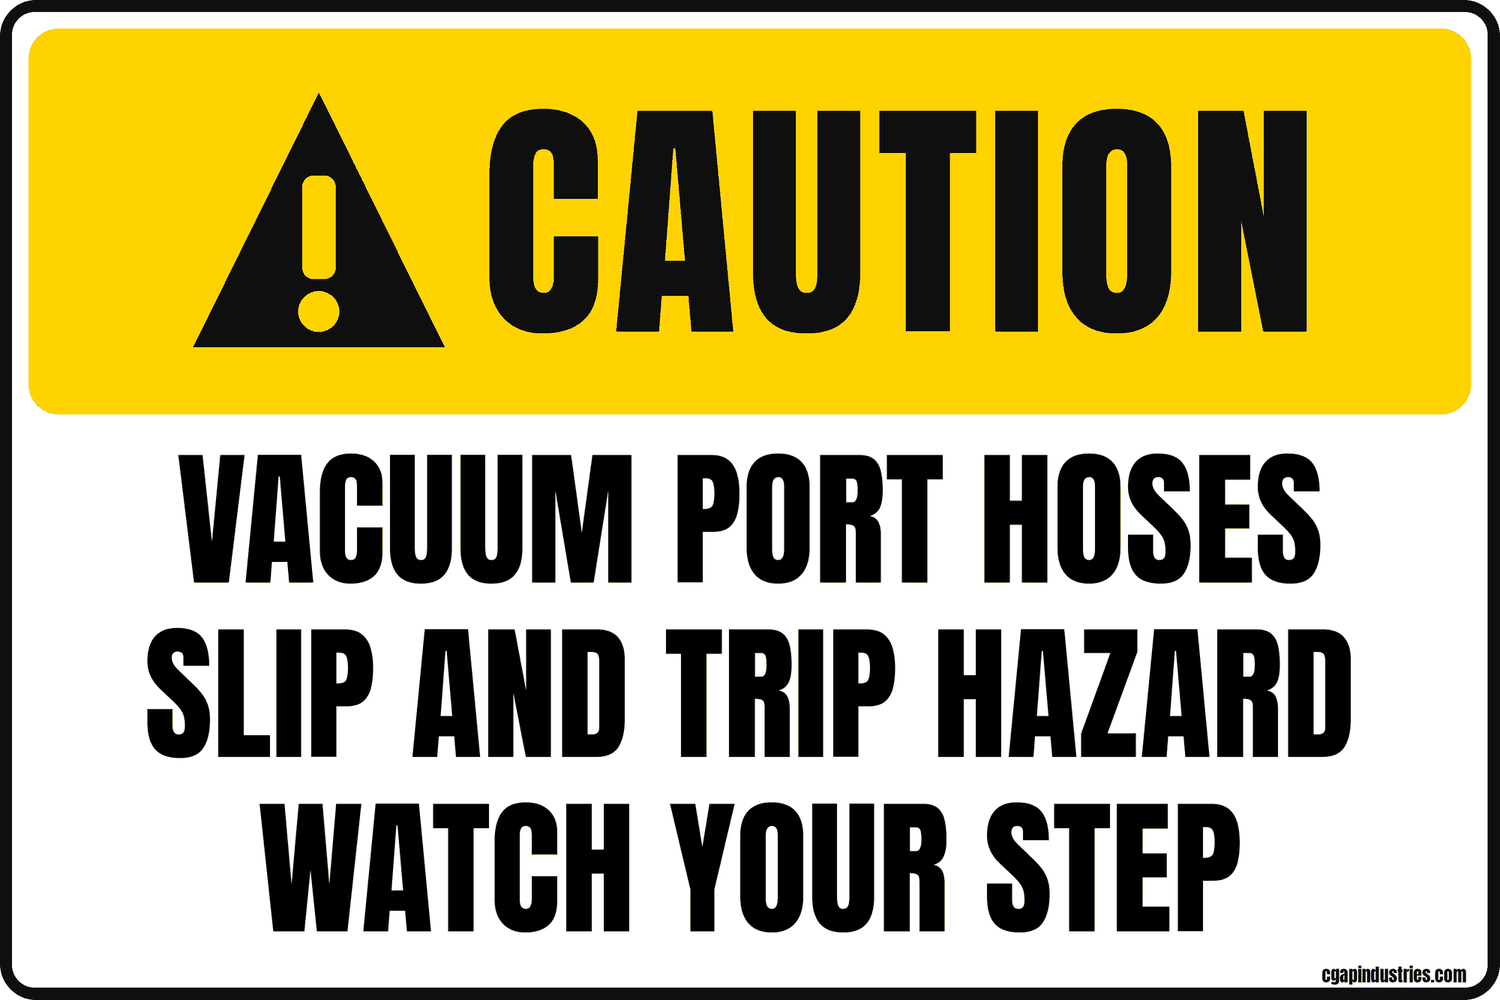 CAUTION
VACUUM PORT HOSES
SLIP AND TRIP HAZARD
WATCH YOUR STEP
cgapindustries.com